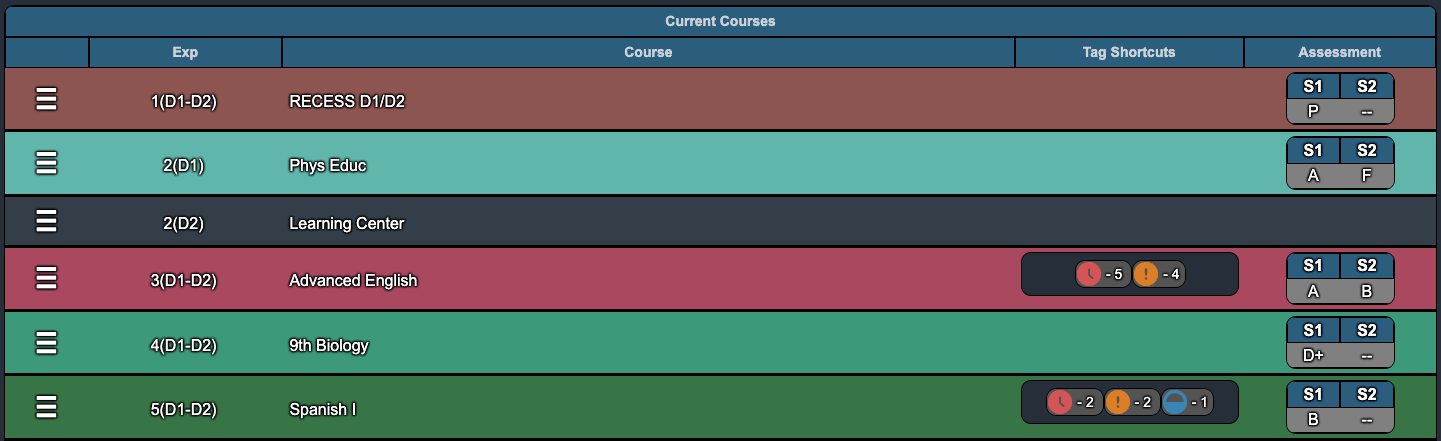 Current Courses
Exp Course Tag Shortcuts Assessment
1(D1-D2) RECESS D1/D2 S1 S2
P --
2(D1) Phys Educ S1 S2
A F
2(D2) Learning Center
3(D1-D2) Advanced English - 5 ! - 4 S1 S2
A B
4(D1-D2) 9th Biology S1 S2
D+ --
5(D1-D2) Spanish I - 2 ! - 2 - 1 S1 S2
B --